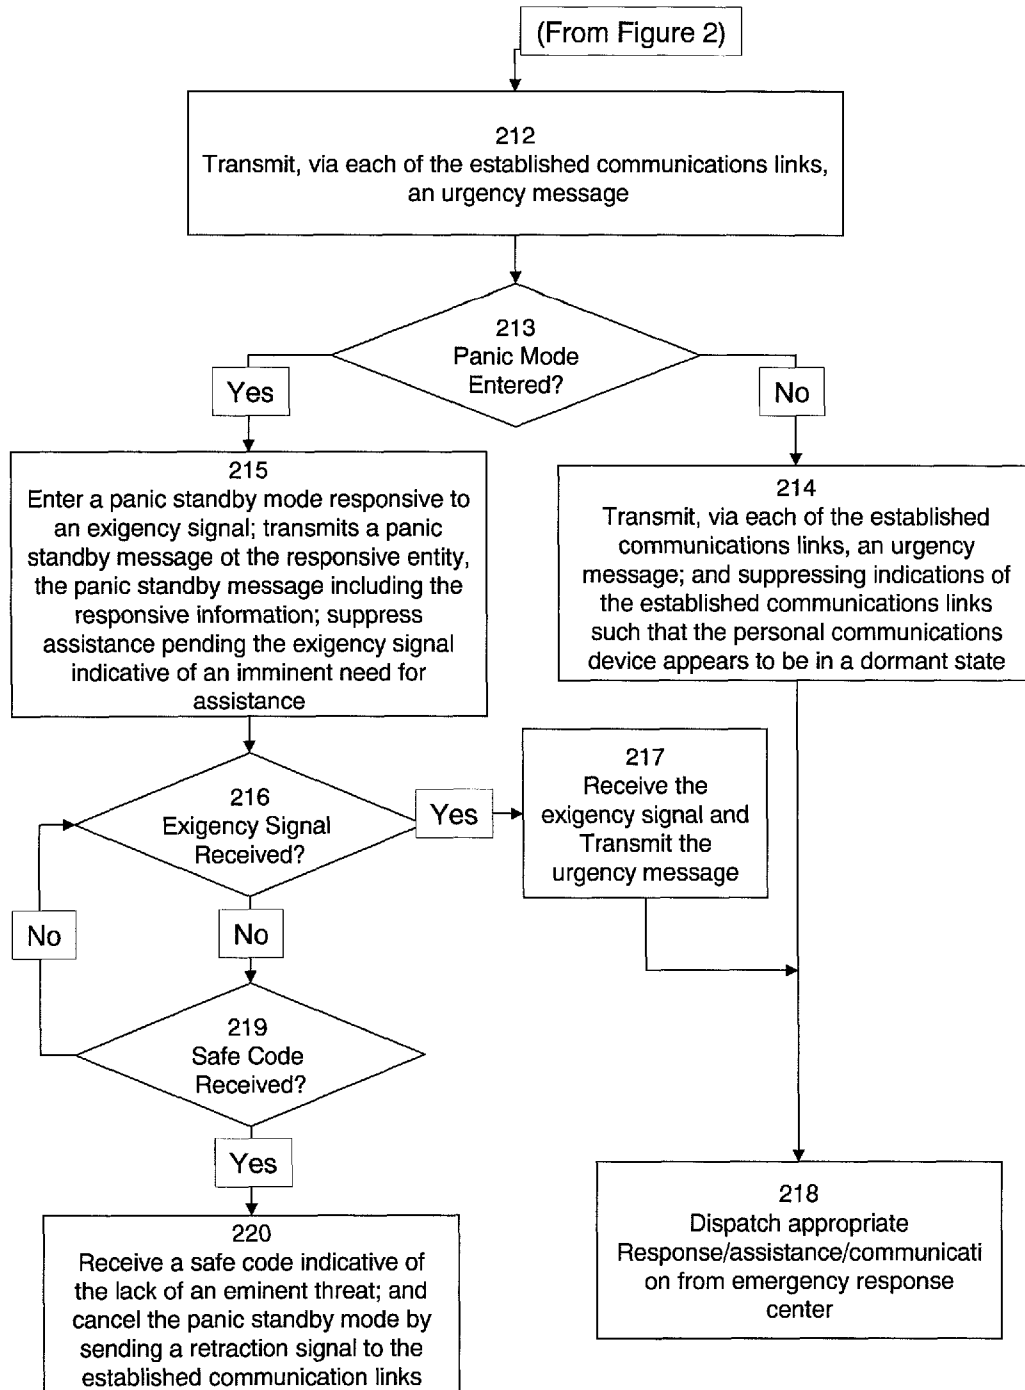 (From Figure 2)
212
Transmit, via each of the established communications links,
an urgency message
213
Panic Mode
Entered?
Yes
No
215
Enter a panic standby mode responsive to
an exigency signal; transmits a panic
standby message ot the responsive entity,
the panic standby message including the
responsive information; suppress
assistance pending the exigency signal
indicative of an imminent need for
assistance
214
Transmit, via each of the established
communications links, an urgency
message; and suppressing indications of
the established communications links
such that the personal communications
device appears to be in a dormant state
216
Exigency Signal
Received?
Yes
217
Receive the
exigency signal and
Transmit the
urgency message
No
No
219
Safe Code
Received?
Yes
218
Dispatch appropriate
Response/assistance/communicati
on from emergency response
center
220
Receive a safe code indicative of
the lack of an eminent threat; and
cancel the panic standby mode by
sending a retraction signal to the
established communication links